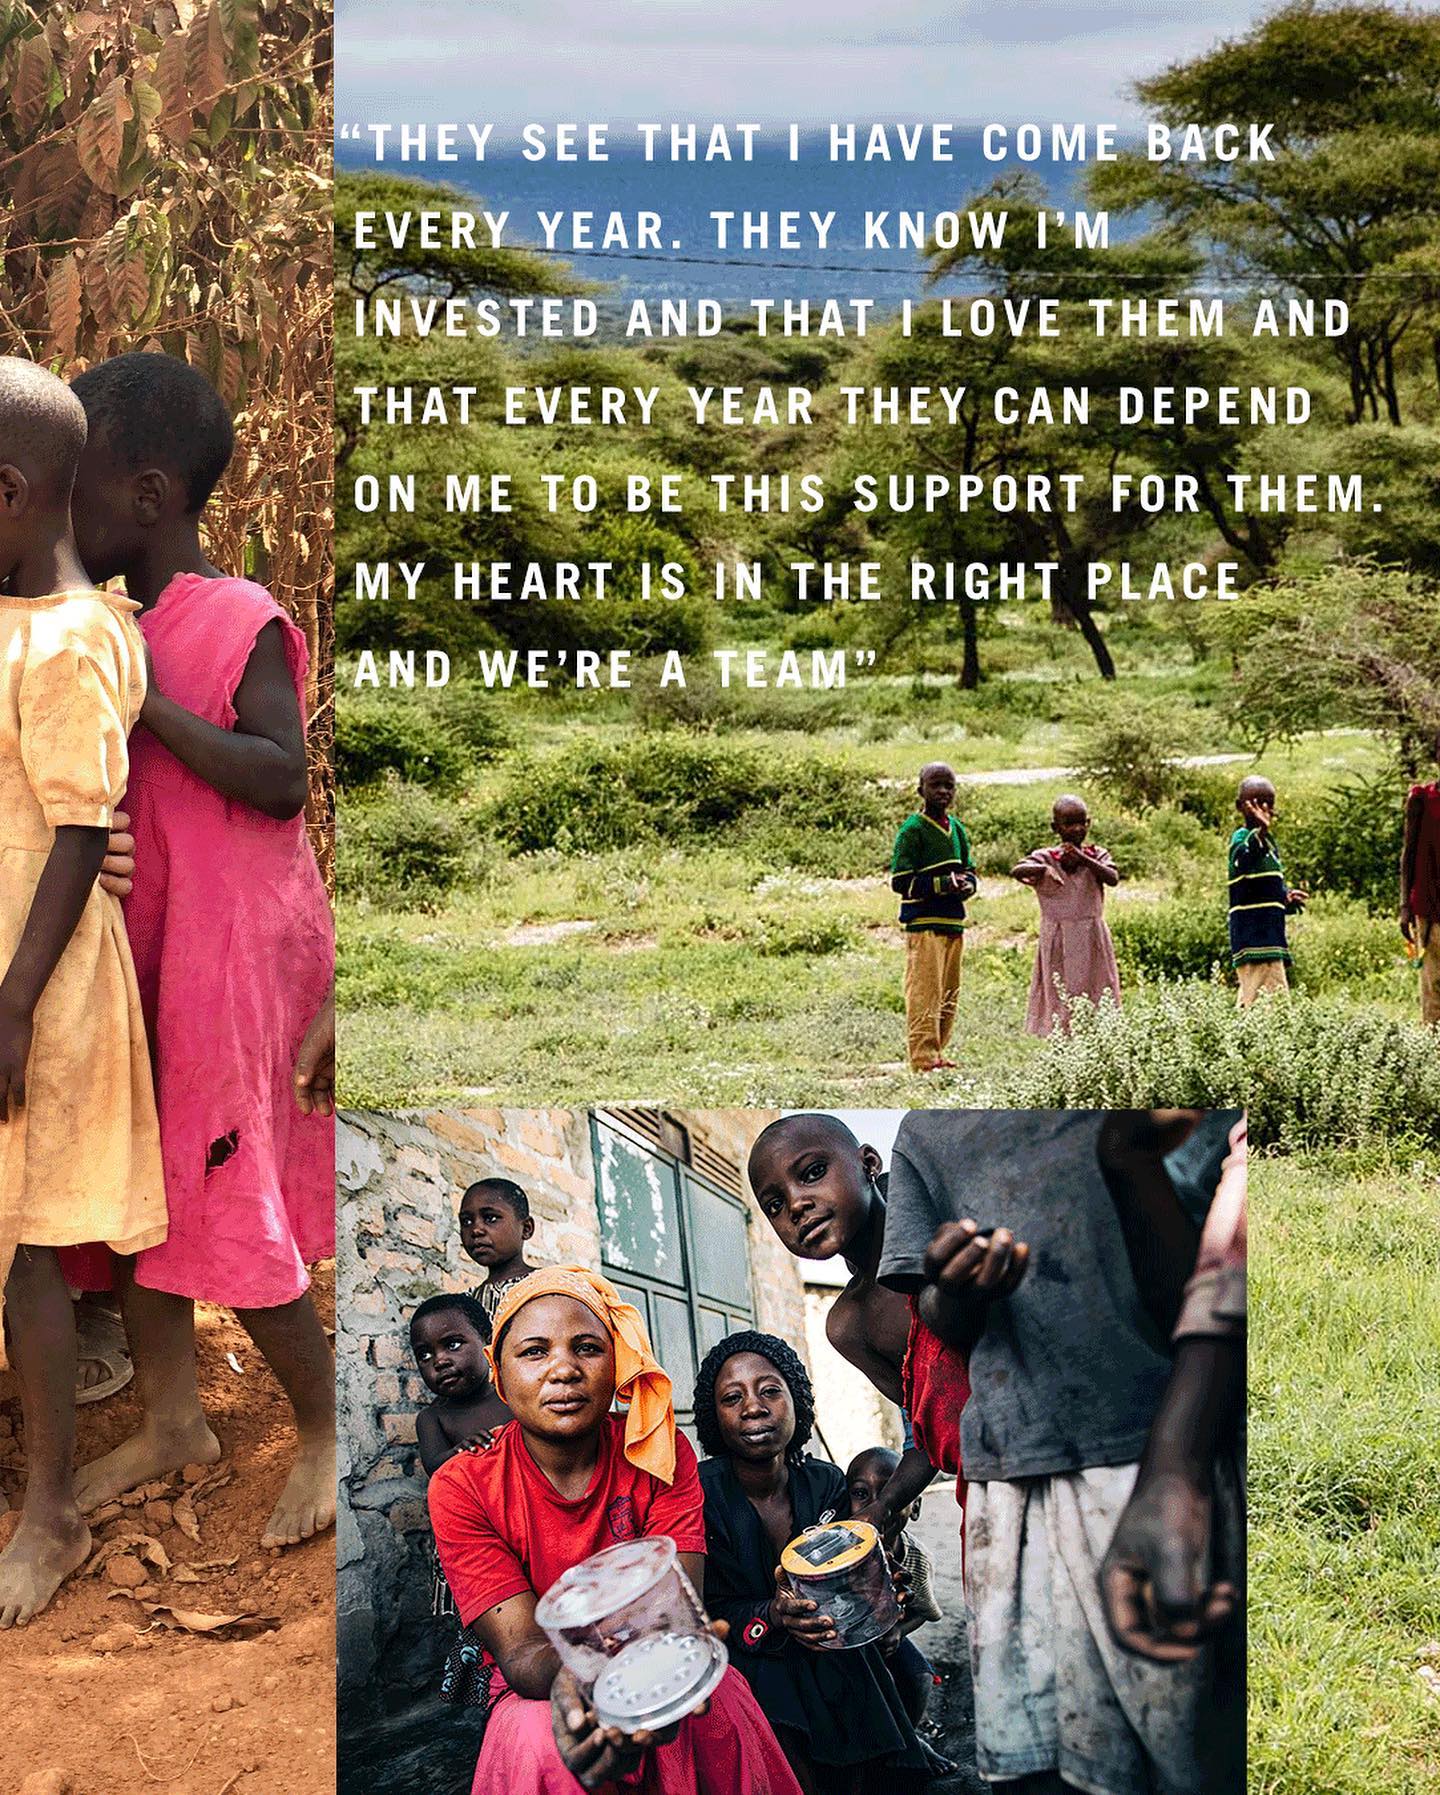 “THEY SEE THAT I HAVE COME BACK
EVERY YEAR. THEY KNOW I’M
INVESTED AND THAT I LOVE THEM AND
THAT EVERY YEAR THEY CAN DEPEND
ON ME TO BE THIS SUPPORT FOR THEM.
MY HEART IS IN THE RIGHT PLACE
AND WE’RE A TEAM”